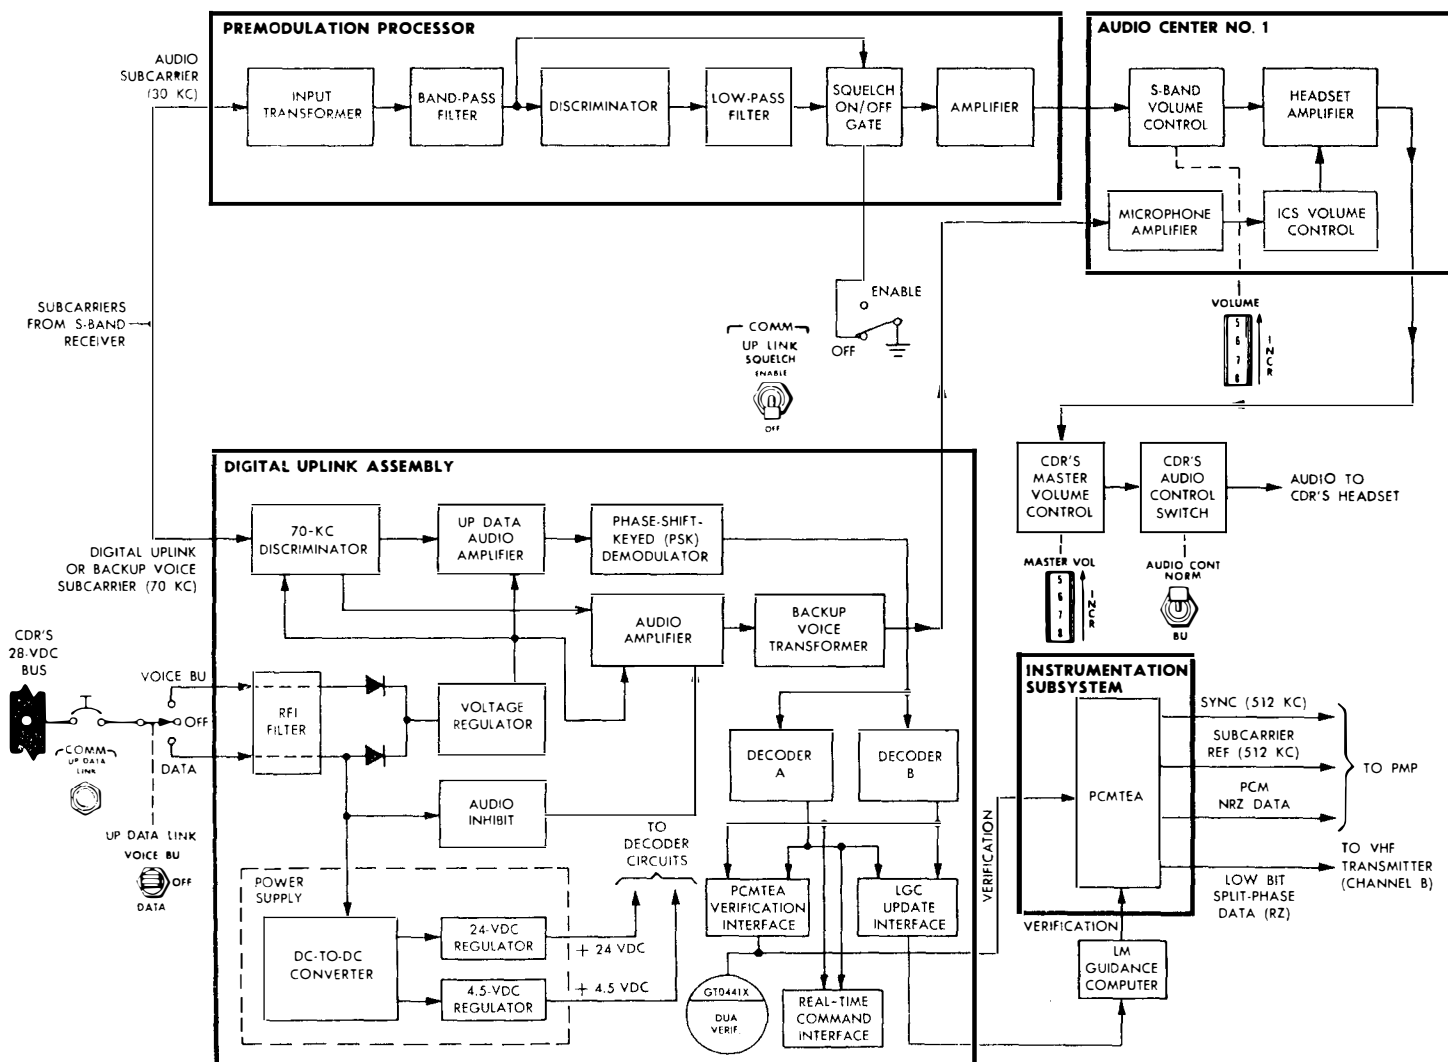 PREMODULATION PROCESSOR
AUDIO
SUBCARRIER
(30 KC)
INPUT
TRANSFORMER
BAND-PASS
FILTER
DISCRIMINATOR
LOW-PASS
FILTER
SQUELCH
ON/OFF
GATE
AMPLIFIER
AUDIO CENTER NO. 1
S-BAND
VOLUME
CONTROL
HEADSET
AMPLIFIER
MICROPHONE
AMPLIFIER
ICS VOLUME
CONTROL
SUBCARRIERS
FROM S-BAND
RECEIVER
ENABLE
OFF
COMM
UP LINK
SQUELCH
ENABLE
OFF
VOLUME
5
6
7
8
INCR
CDR'S
MASTER
VOLUME
CONTROL
CDR'S
AUDIO
CONTROL
SWITCH
AUDIO TO
CDR'S HEADSET
MASTER VOL
5
6
7
8
INCR
AUDIO CONT
NORM
BU
DIGITAL UPLINK ASSEMBLY
DIGITAL UPLINK
OR BACKUP VOICE
SUBCARRIER (70 KC)
70-KC
DISCRIMINATOR
UP DATA
AUDIO
AMPLIFIER
PHASE-SHIFT-
KEYED (PSK)
DEMODULATOR
AUDIO
AMPLIFIER
BACKUP
VOICE
TRANSFORMER
CDR'S
28-VDC
BUS
VOICE BU
OFF
DATA
COMM
UP DATA
LINK
UP DATA LINK
VOICE BU
OFF
DATA
RFI
FILTER
VOLTAGE
REGULATOR
AUDIO
INHIBIT
DECODER
A
DECODER
B
TO
DECODER
CIRCUITS
POWER
SUPPLY
DC-TO-DC
CONVERTER
24-VDC
REGULATOR
+ 24 VDC
4.5-VDC
REGULATOR
+ 4.5 VDC
PCMTEA
VERIFICATION
INTERFACE
LGC
UPDATE
INTERFACE
GT0441X
DUA
VERIF.
REAL-TIME
COMMAND
INTERFACE
VERIFICATION
INSTRUMENTATION
SUBSYSTEM
PCMTEA
SYNC (512 KC)
SUBCARRIER
REF (512 KC)
PCM
NRZ DATA
TO PMP
LOW BIT
SPLIT-PHASE
DATA (RZ)
TO VHF
TRANSMITTER
(CHANNEL B)
VERIFICATION
LM
GUIDANCE
COMPUTER